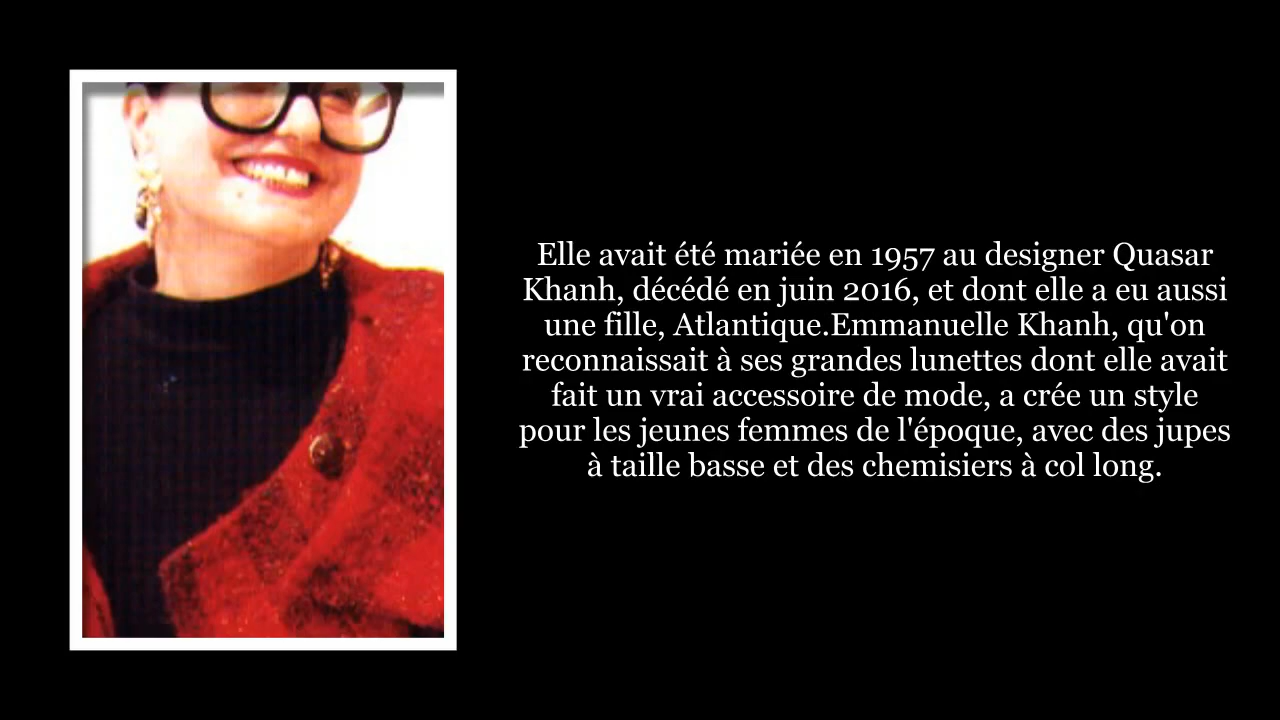 Elle avait été mariée en 1957 au designer Quasar
Khanh, décédé en juin 2016, et dont elle a eu aussi
une fille, Atlantique.Emmanuelle Khanh, qu'on
reconnaissait à ses grandes lunettes dont elle avait
fait un vrai accessoire de mode, a crée un style
pour les jeunes femmes de l'époque, avec des jupes
à taille basse et des chemisiers à col long.